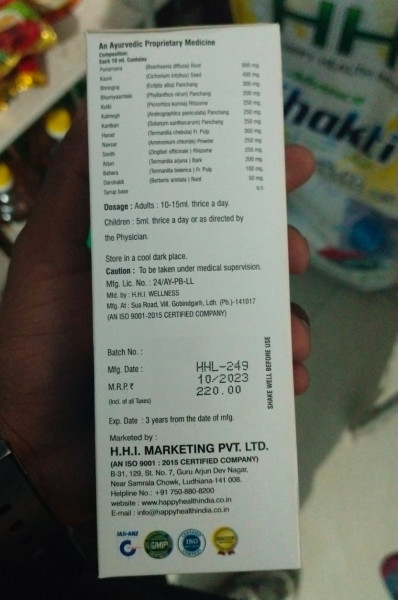 An Ayurvedic Proprietary Medicine
Composition:
Each 10 ml. Contains
Punarnava (Boerhaavia diffusa) Root 600 mg
Kasni (Cichorium intybus) Seed 400 mg
Bhringraj (Eclipta alba) Panchang 300 mg
Bhumyaamlaki (Phyllanthus niruri) Panchang 200 mg
Kutki (Picrorhiza kurroa) Rhizome 250 mg
Kalmegh (Andrographis paniculata) Panchang 250 mg
Kantkari (Solanum xanthocarpum) Panchang 250 mg
Harad (Terminalia chebula) Fr. Pulp 300 mg
Narsar (Ammonium chloride) Powder 250 mg
Sonth (Zingiber officinale) Rhizome 250 mg
Arjun (Terminalia arjuna) Bark 200 mg
Bahera (Terminalia belerica) Fr. Pulp 100 mg
Daruhaldi (Berberis aristata) Root 50 mg
Syrup base q.s
Dosage : Adults : 10-15ml. thrice a day.
Children : 5ml. thrice a day or as directed by
the Physician.
Store in a cool dark place.
Caution : To be taken under medical supervision.
Mfg. Lic. No. : 24/AY-PB-LL
Mfd. by : H.H.I. WELLNESS
Mfg. At : Sua Road, Vill. Gobindgarh, Ldh. (Pb.)-141017
(AN ISO 9001-2015 CERTIFIED COMPANY)
Batch No. : HHL-249
Mfg. Date : 10/2023
M.R.P. ₹ 220.00
(Incl. of all Taxes)
SHAKE WELL BEFORE USE
Exp. Date : 3 years from the date of mfg.
Marketed by :
H.H.I. MARKETING PVT. LTD.
(AN ISO 9001 : 2015 CERTIFIED COMPANY)
B-31, 129, St. No. 7, Guru Arjun Dev Nagar,
Near Samrala Chowk, Ludhiana-141 008.
Helpline No.: +91 750-880-8200
website : www.happyhealthindia.co.in
E-mail : info@happyhealthindia.co.in
JAS-ANZ
GMP
ISO